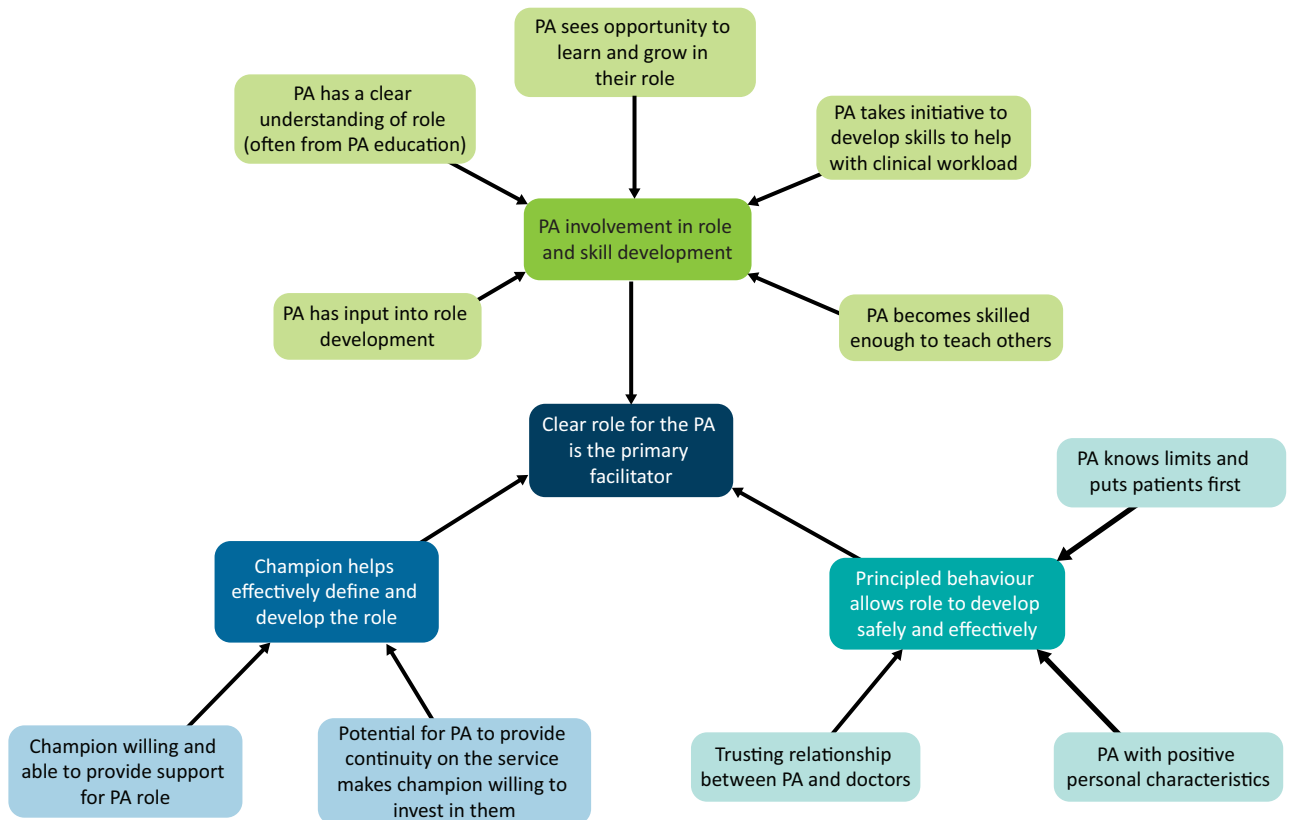 PA sees opportunity to
learn and grow in
their role
PA has a clear
understanding of role
(often from PA education)
PA takes initiative to
develop skills to help
with clinical workload
PA involvement in role
and skill development
PA has input into role
development
PA becomes skilled
enough to teach others
Clear role for the PA
is the primary
facilitator
PA knows limits and
puts patients first
Champion helps
effectively define and
develop the role
Principled behaviour
allows role to develop
safely and effectively
Champion willing and
able to provide support
for PA role
Potential for PA to provide
continuity on the service
makes champion willing to
invest in them
Trusting relationship
between PA and doctors
PA with positive
personal characteristics